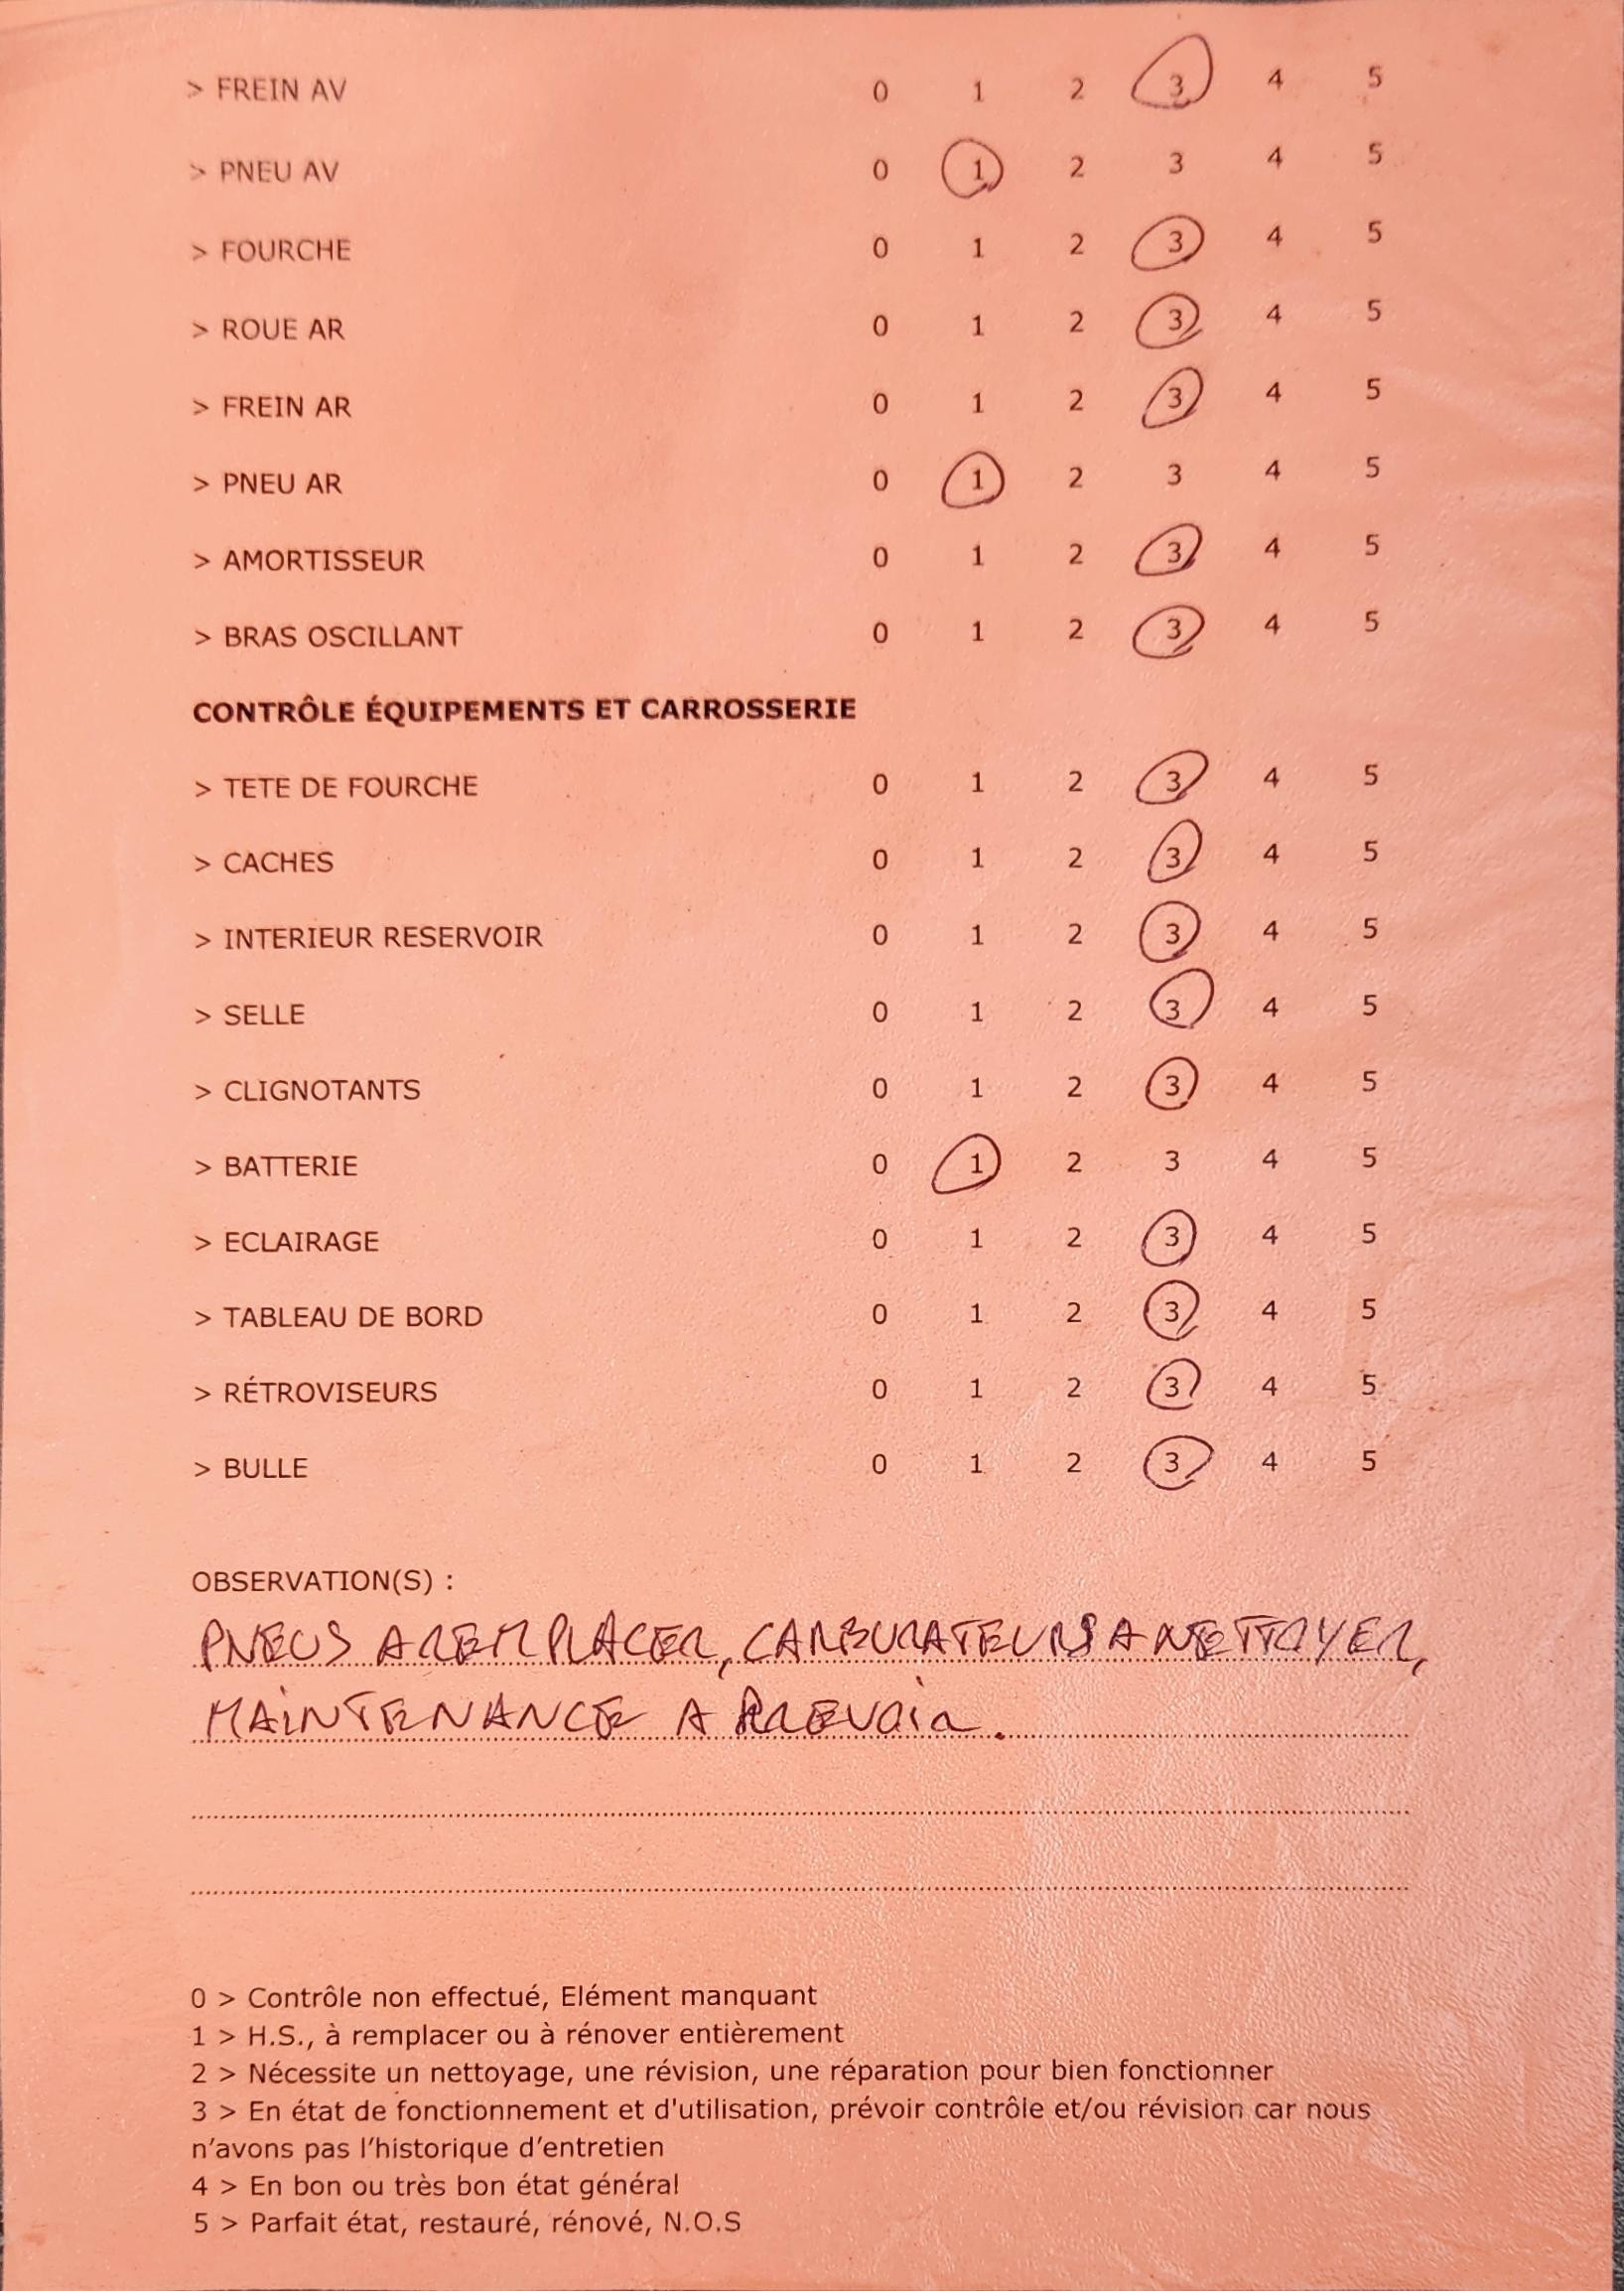 > FREIN AV 0 1 2 3 4 5
> PNEU AV 0 1 2 3 4 5
> FOURCHE 0 1 2 3 4 5
> ROUE AR 0 1 2 3 4 5
> FREIN AR 0 1 2 3 4 5
> PNEU AR 0 1 2 3 4 5
> AMORTISSEUR 0 1 2 3 4 5
> BRAS OSCILLANT 0 1 2 3 4 5
CONTRÔLE ÉQUIPEMENTS ET CARROSSERIE
> TETE DE FOURCHE 0 1 2 3 4 5
> CACHES 0 1 2 3 4 5
> INTERIEUR RESERVOIR 0 1 2 3 4 5
> SELLE 0 1 2 3 4 5
> CLIGNOTANTS 0 1 2 3 4 5
> BATTERIE 0 1 2 3 4 5
> ECLAIRAGE 0 1 2 3 4 5
> TABLEAU DE BORD 0 1 2 3 4 5
> RÉTROVISEURS 0 1 2 3 4 5
> BULLE 0 1 2 3 4 5
OBSERVATION(S) :
PNEUS A REMPLACER, CARBURATEURS A NETTOYER,
MAINTENANCE A PREVOIR.
0 > Contrôle non effectué, Elément manquant
1 > H.S., à remplacer ou à rénover entièrement
2 > Nécessite un nettoyage, une révision, une réparation pour bien fonctionner
3 > En état de fonctionnement et d'utilisation, prévoir contrôle et/ou révision car nous
n'avons pas l'historique d'entretien
4 > En bon ou très bon état général
5 > Parfait état, restauré, rénové, N.O.S